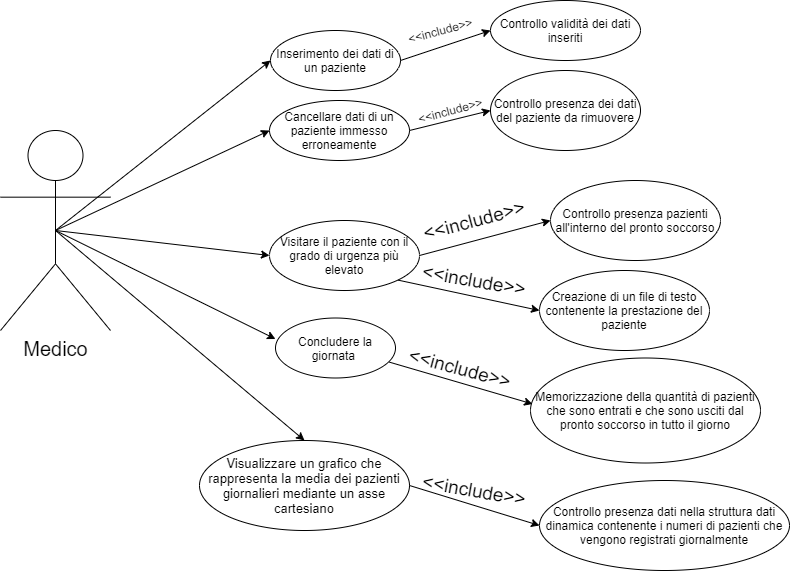 Inserimento dei dati di
un paziente
<<include>>
Controllo validità dei dati
inseriti
Cancellare dati di un
paziente immesso
erroneamente
<<include>>
Controllo presenza dei dati
del paziente da rimuovere
Visitare il paziente con il
grado di urgenza più
elevato
<<include>>
Controllo presenza pazienti
all'interno del pronto soccorso
<<include>>
Creazione di un file di testo
contenente la prestazione del
paziente
Medico
Concludere la
giornata
<<include>>
Memorizzazione della quantità di pazienti
che sono entrati e che sono usciti dal
pronto soccorso in tutto il giorno
Visualizzare un grafico che
rappresenta la media dei pazienti
giornalieri mediante un asse
cartesiano
<<include>>
Controllo presenza dati nella struttura dati
dinamica contenente i numeri di pazienti che
vengono registrati giornalmente